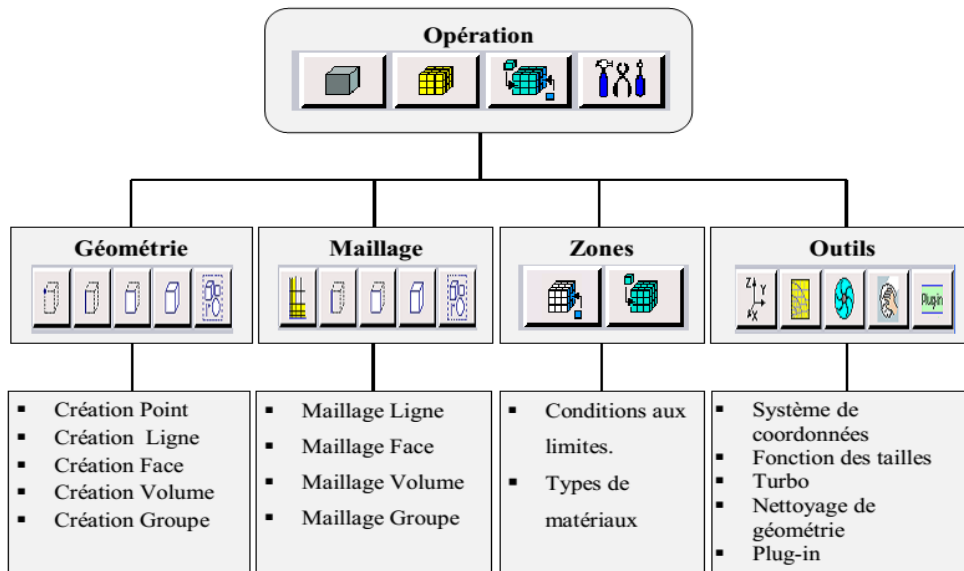 Opération
Géométrie
Maillage
Zones
Outils
Z
Y
X
Plug-in
▪ Création Point
▪ Création Ligne
▪ Création Face
▪ Création Volume
▪ Création Groupe
▪ Maillage Ligne
▪ Maillage Face
▪ Maillage Volume
▪ Maillage Groupe
▪ Conditions aux
limites.
▪ Types de
matériaux
▪ Système de
coordonnées
▪ Fonction des tailles
▪ Turbo
▪ Nettoyage de
géométrie
▪ Plug-in